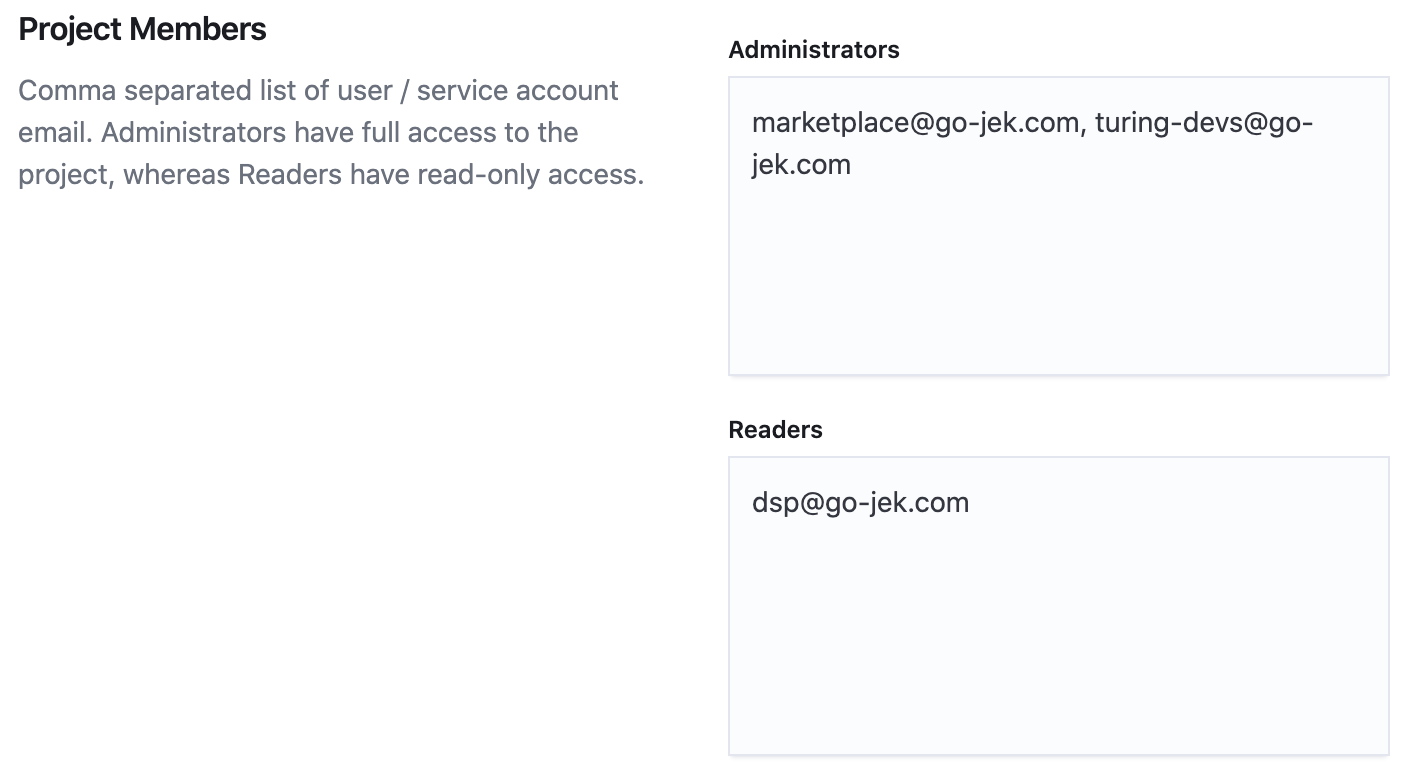 Project Members
Comma separated list of user / service account
email. Administrators have full access to the
project, whereas Readers have read-only access.
Administrators
marketplace@go-jek.com, turing-devs@go-
jek.com
Readers
dsp@go-jek.com